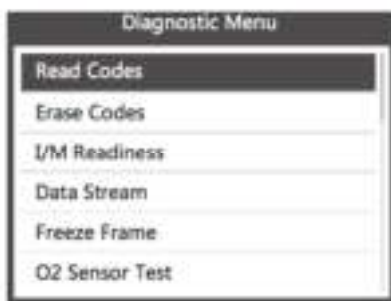 Diagnostic Menu
Read Codes
Erase Codes
I/M Readiness
Data Stream
Freeze Frame
O2 Sensor Test